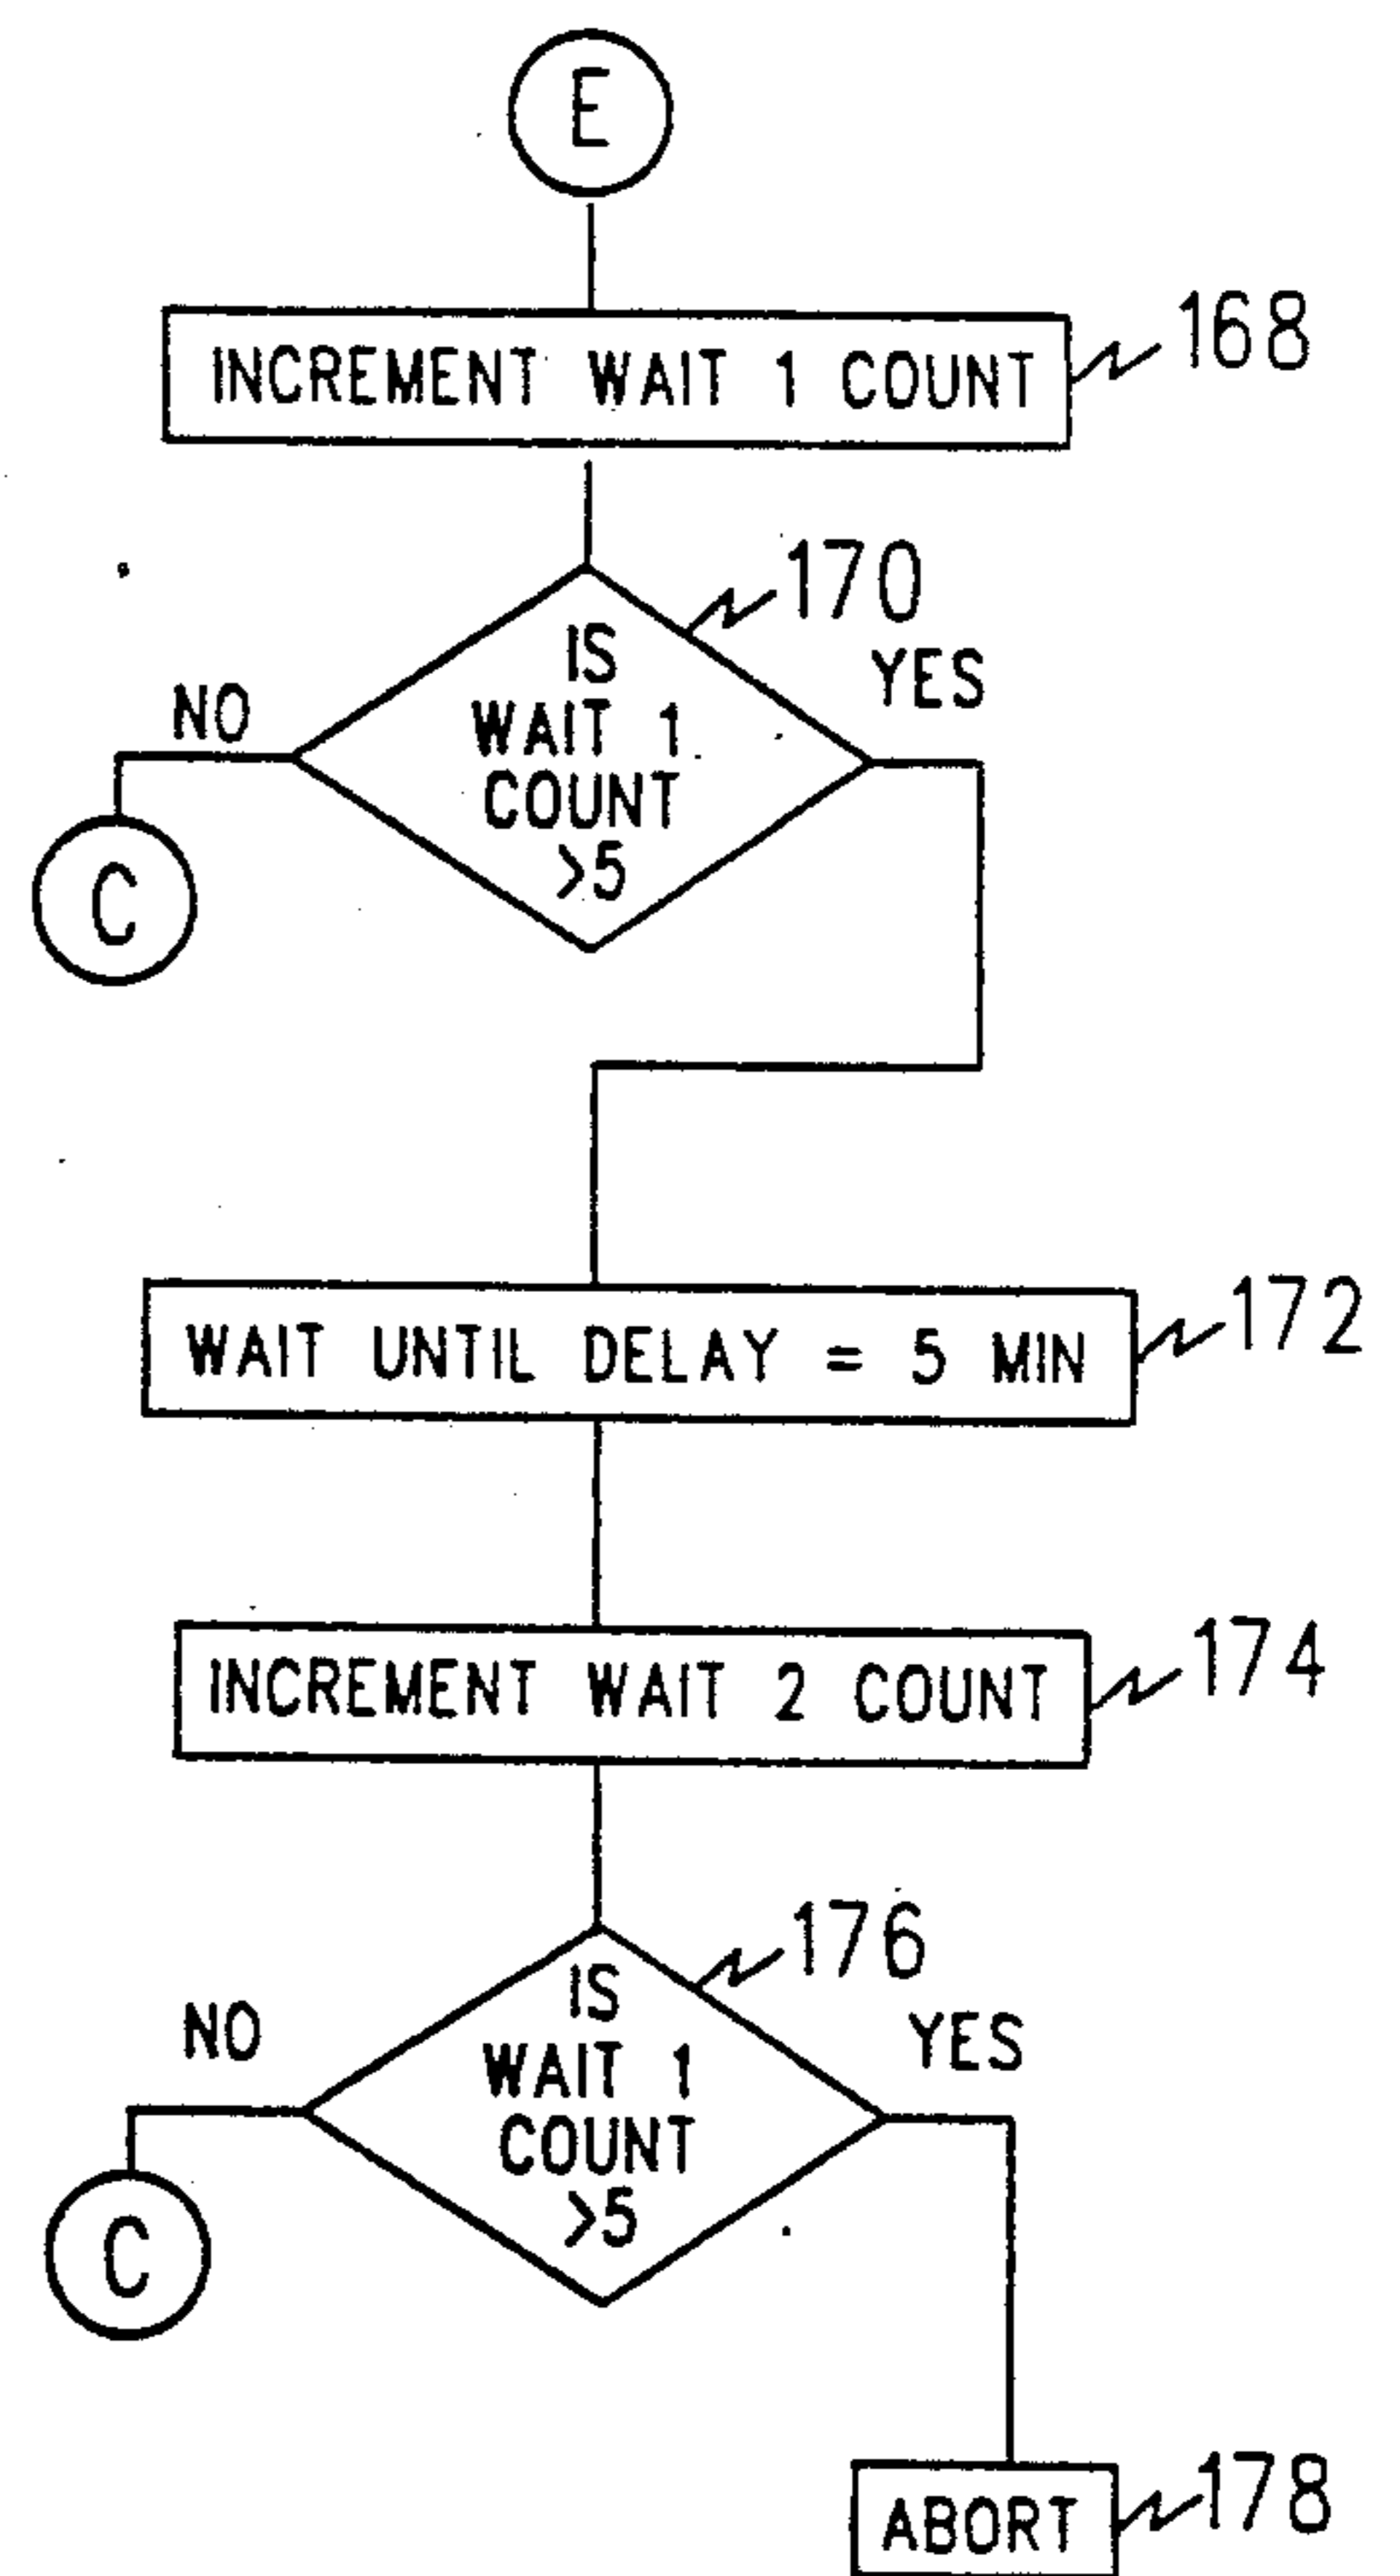 E
INCREMENT WAIT 1 COUNT
168
170
IS
WAIT 1
COUNT
>5
NO
YES
C
WAIT UNTIL DELAY = 5 MIN
172
INCREMENT WAIT 2 COUNT
174
176
IS
WAIT 1
COUNT
>5
NO
YES
C
ABORT
178